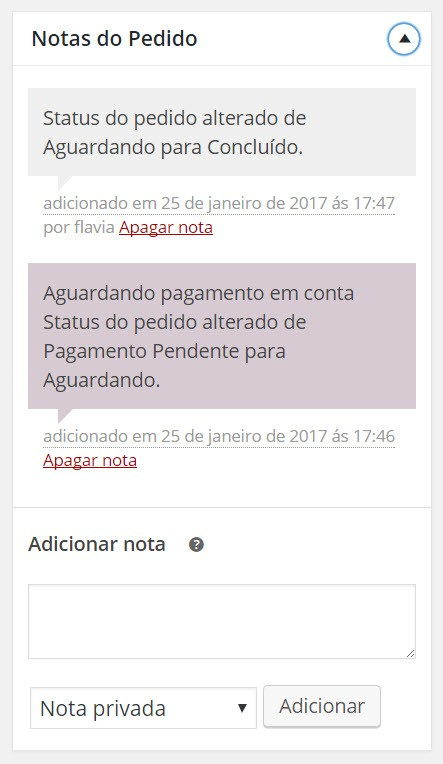 Notas do Pedido
Status do pedido alterado de
Aguardando para Concluído.
adicionado em 25 de janeiro de 2017 ás 17:47
por flavia Apagar nota
Aguardando pagamento em conta
Status do pedido alterado de
Pagamento Pendente para
Aguardando.
adicionado em 25 de janeiro de 2017 ás 17:46
Apagar nota
Adicionar nota ?
Nota privada
Adicionar